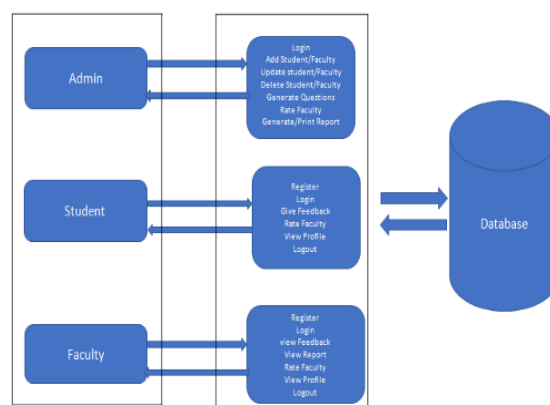 Admin
Login
Add Student/Faculty
Update student/Faculty
Delete Student/Faculty
Generate Questions
Rate Faculty
Generate/Print Report
Student
Register
Login
Give Feedback
Rate Faculty
View Profile
Logout
Database
Faculty
Register
Login
view Feedback
View Report
Rate Faculty
View Profile
Logout